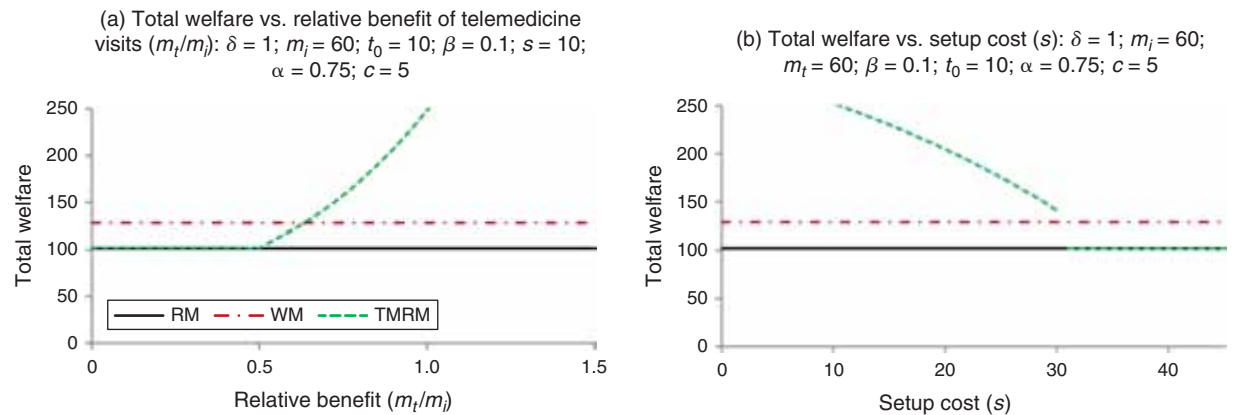 (a) Total welfare vs. relative benefit of telemedicine
visits (mt/mi): δ = 1; mi = 60; t0 = 10; β = 0.1; s = 10;
α = 0.75; c = 5
250
200
150
100
50
0
Total welfare
RM WM TMRM
0 0.5 1.0 1.5
Relative benefit (mt/mi)
(b) Total welfare vs. setup cost (s): δ = 1; mi = 60;
mt = 60; β = 0.1; t0 = 10; α = 0.75; c = 5
250
200
150
100
50
0
Total welfare
0 10 20 30 40
Setup cost (s)